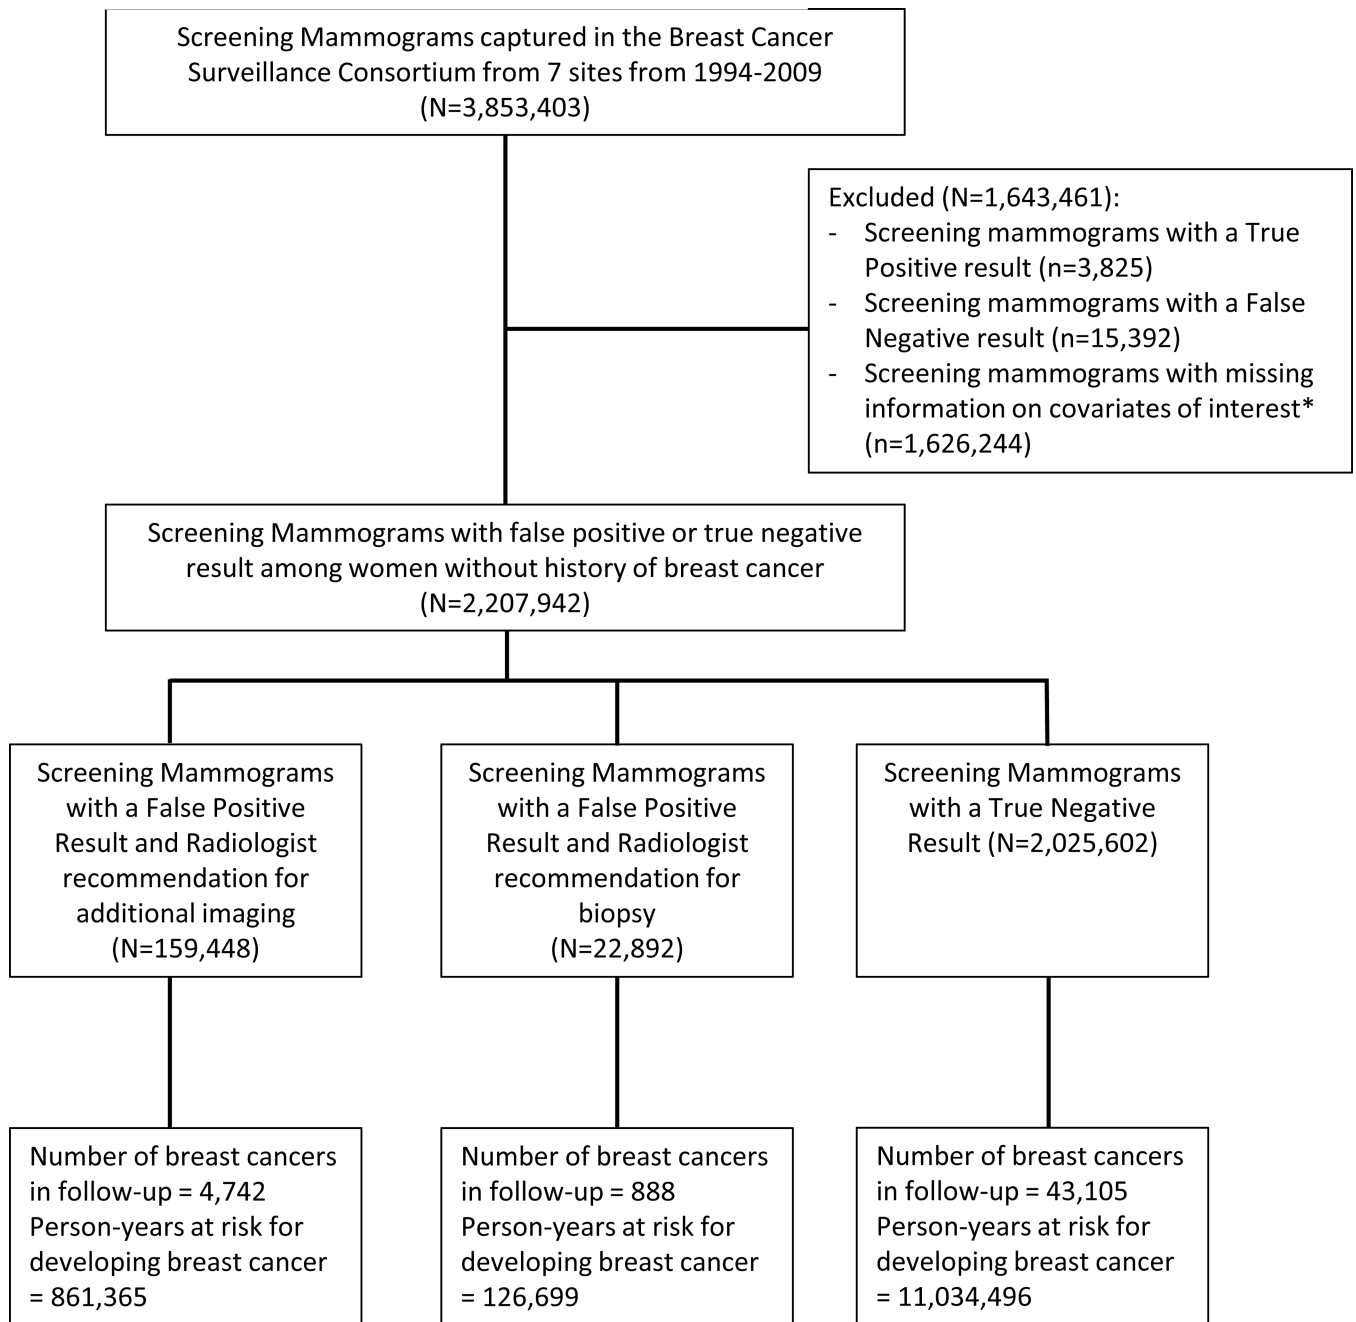 Screening Mammograms captured in the Breast Cancer
Surveillance Consortium from 7 sites from 1994-2009
(N=3,853,403)
Excluded (N=1,643,461):
- Screening mammograms with a True
Positive result (n=3,825)
- Screening mammograms with a False
Negative result (n=15,392)
- Screening mammograms with missing
information on covariates of interest*
(n=1,626,244)
Screening Mammograms with false positive or true negative
result among women without history of breast cancer
(N=2,207,942)
Screening Mammograms
with a False Positive
Result and Radiologist
recommendation for
additional imaging
(N=159,448)
Screening Mammograms
with a False Positive
Result and Radiologist
recommendation for
biopsy
(N=22,892)
Screening Mammograms
with a True Negative
Result (N=2,025,602)
Number of breast cancers
in follow-up = 4,742
Person-years at risk for
developing breast cancer
= 861,365
Number of breast cancers
in follow-up = 888
Person-years at risk for
developing breast cancer
= 126,699
Number of breast cancers
in follow-up = 43,105
Person-years at risk for
developing breast cancer
= 11,034,496